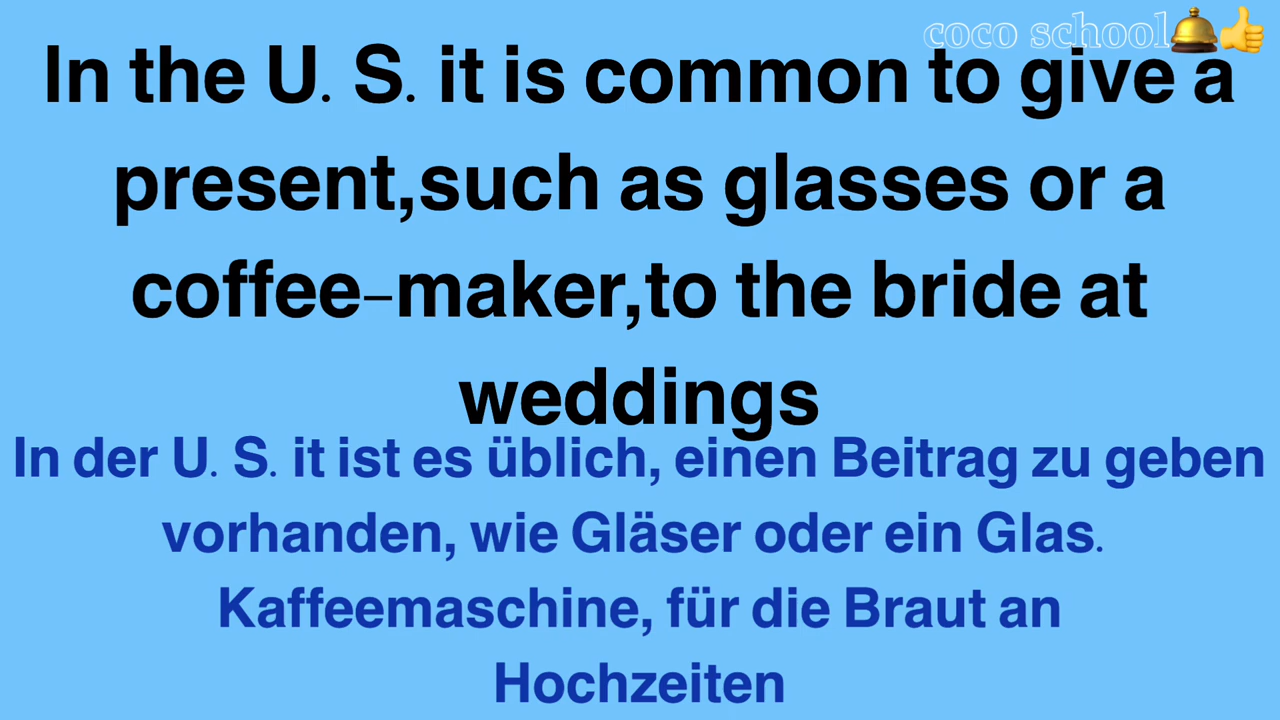 coco school
In the U. S. it is common to give a
present,such as glasses or a
coffee-maker,to the bride at
weddings
In der U. S. it ist es üblich, einen Beitrag zu geben
vorhanden, wie Gläser oder ein Glas.
Kaffeemaschine, für die Braut an
Hochzeiten